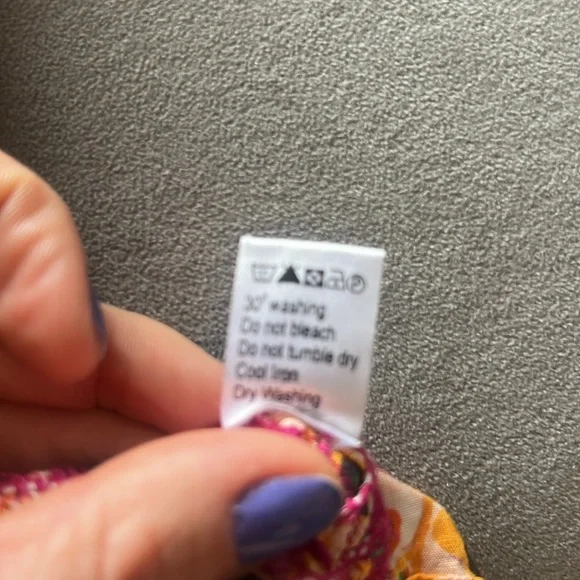 30° washing
Do not bleach
Do not tumble dry
Cool Iron
Dry Washing